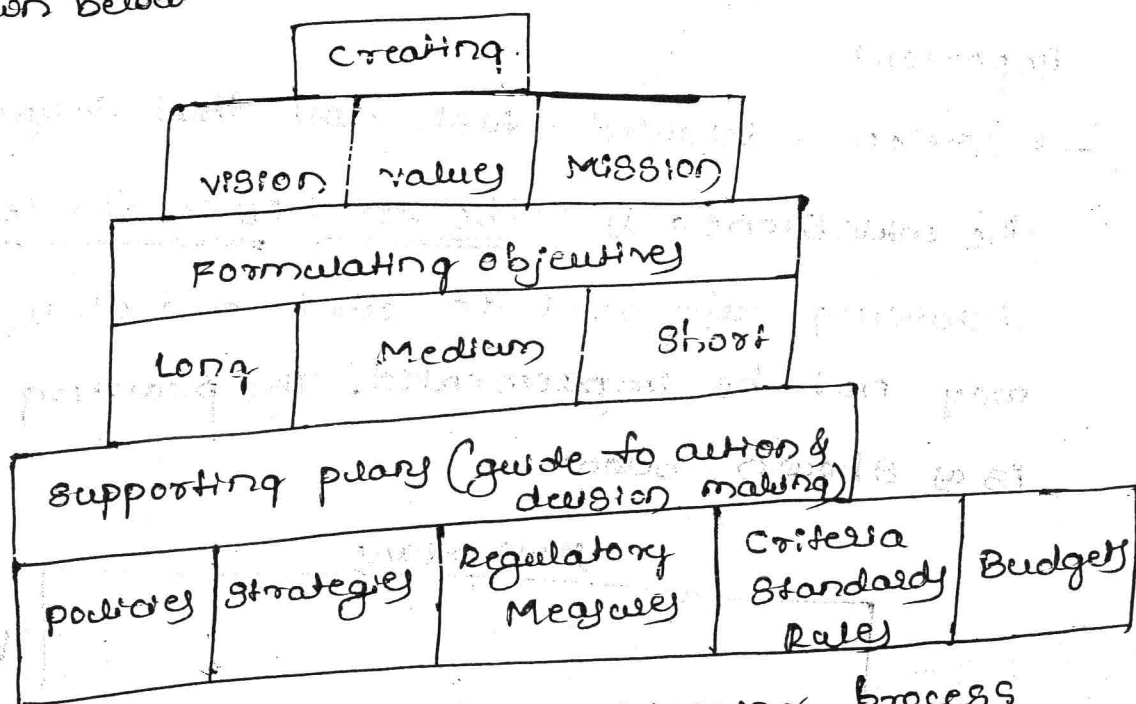 below
Creating.
Vision values Mission
Formulating objectives
Long Medium Short
Supporting plans (guide to action &
decision making)
policies Strategies Regulatory Measures Criteria Standards Rules Budgets
process